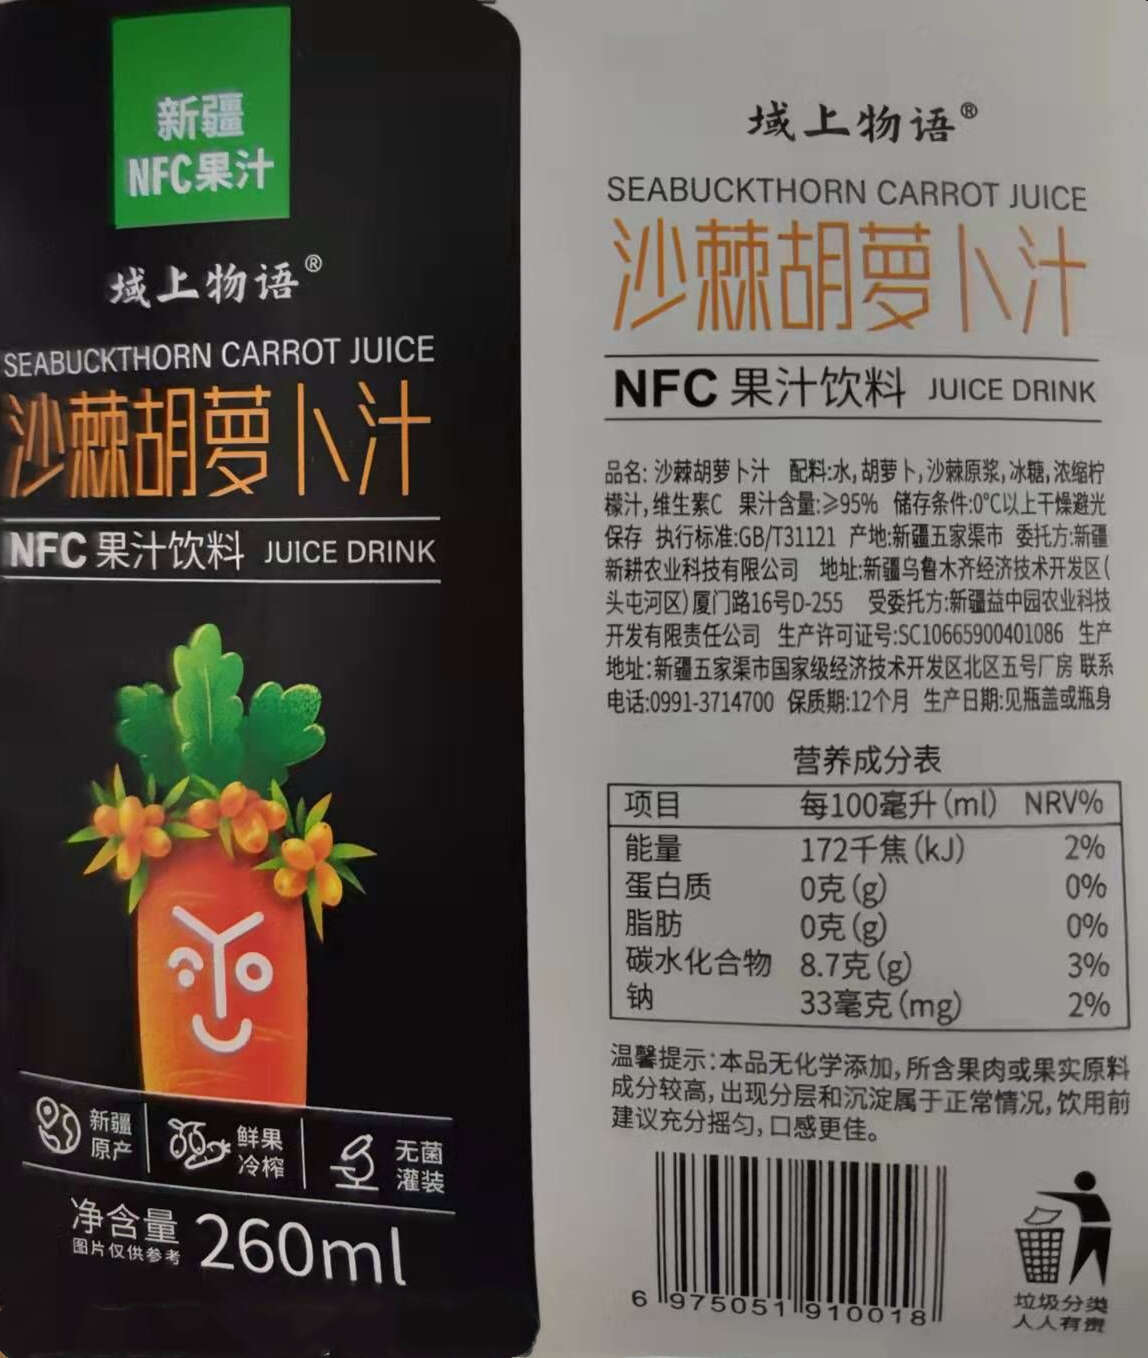 新疆
NFC果汁
域上物语®
SEABUCKTHORN CARROT JUICE
沙棘胡萝卜汁
NFC 果汁饮料 JUICE DRINK
新疆
原产
鲜果
冷榨
无菌
灌装
净含量 260ml
图片仅供参考
域上物语®
SEABUCKTHORN CARROT JUICE
沙棘胡萝卜汁
NFC 果汁饮料 JUICE DRINK
品名: 沙棘胡萝卜汁 配料:水,胡萝卜,沙棘原浆,冰糖,浓缩柠
檬汁,维生素C 果汁含量:≥95% 储存条件:0℃以上干燥避光
保存 执行标准:GB/T31121 产地:新疆五家渠市 委托方:新疆
新耕农业科技有限公司 地址:新疆乌鲁木齐经济技术开发区(
头屯河区)厦门路16号D-255 受委托方:新疆益中园农业科技
开发有限责任公司 生产许可证号:SC10665900401086 生产
地址:新疆五家渠市国家级经济技术开发区北区五号厂房 联系
电话:0991-3714700 保质期:12个月 生产日期:见瓶盖或瓶身
营养成分表
项目 每100毫升(ml) NRV%
能量 172千焦(kJ) 2%
蛋白质 0克(g) 0%
脂肪 0克(g) 0%
碳水化合物 8.7克(g) 3%
钠 33毫克(mg) 2%
温馨提示:本品无化学添加,所含果肉或果实原料
成分较高,出现分层和沉淀属于正常情况,饮用前
建议充分摇匀,口感更佳。
6 975051 910018
垃圾分类
人人有责